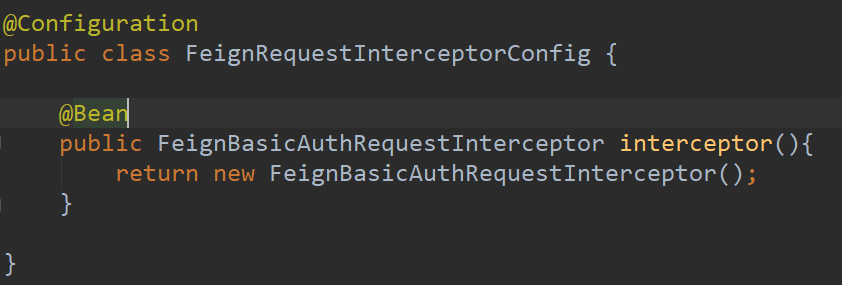 @Configuration
public class FeignRequestInterceptorConfig {
@Bean
public FeignBasicAuthRequestInterceptor interceptor(){
return new FeignBasicAuthRequestInterceptor();
}
}